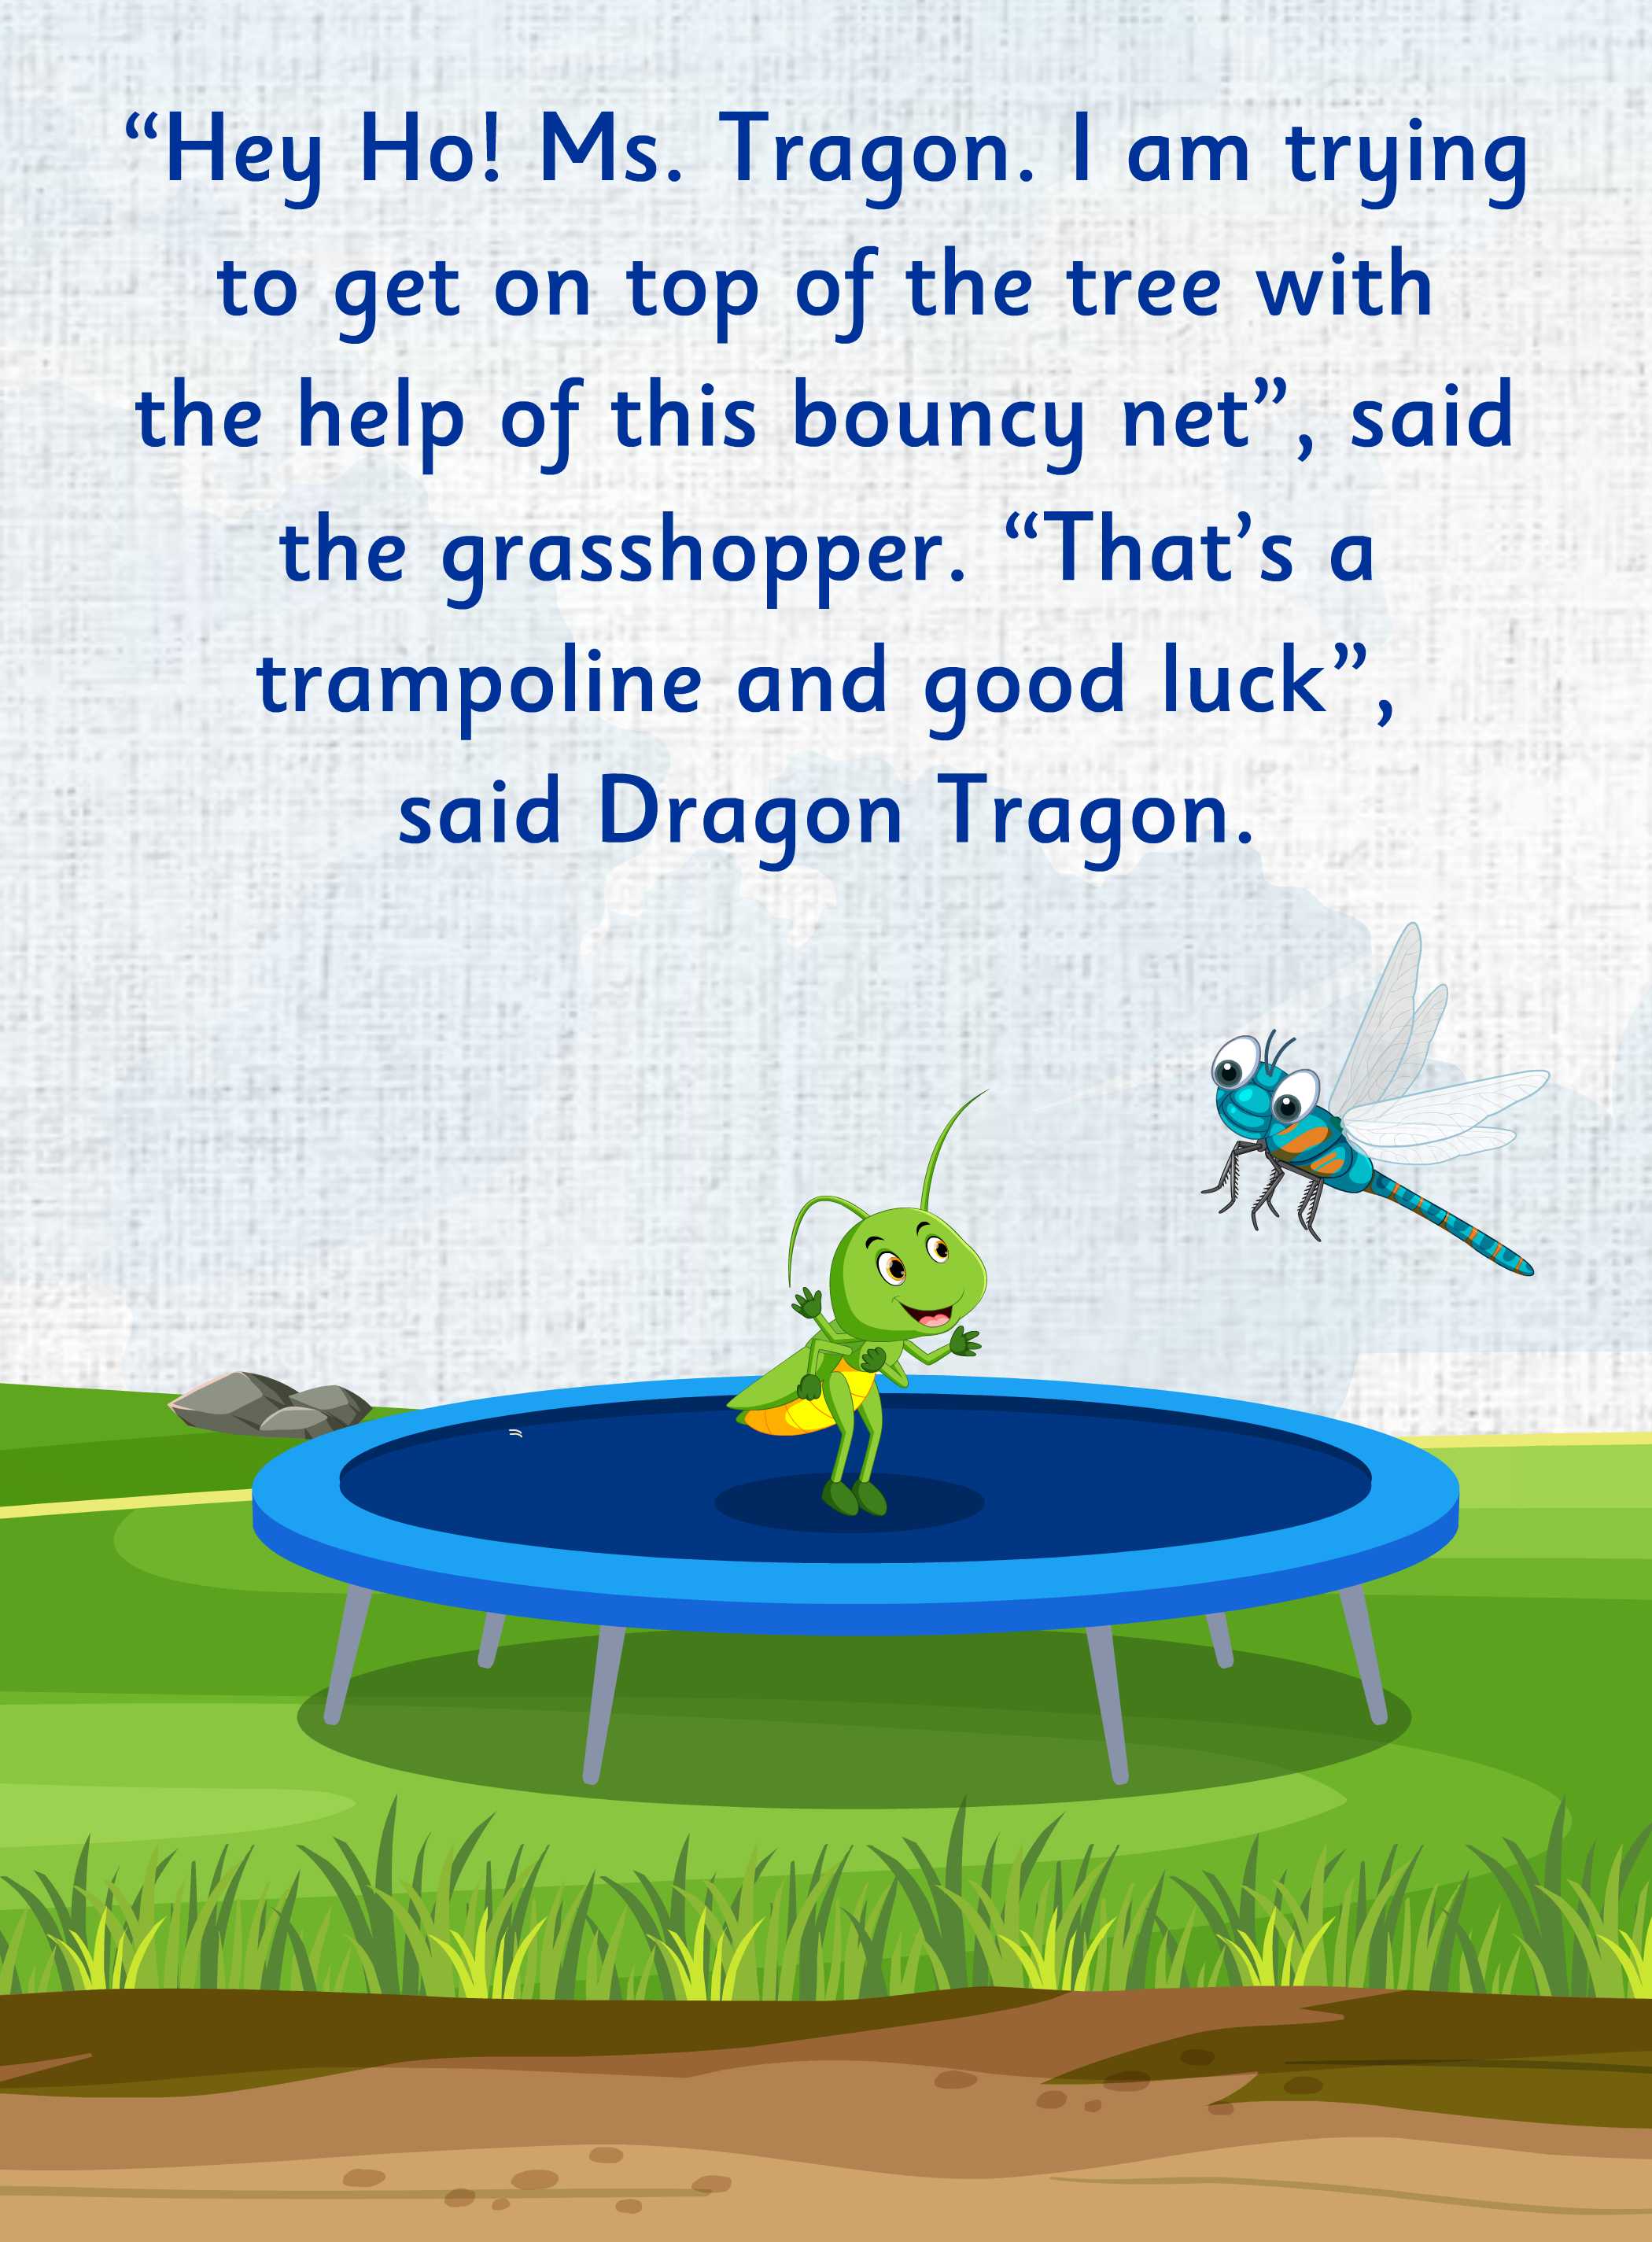 “Hey Ho! Ms. Tragon. I am trying
to get on top of the tree with
the help of this bouncy net”, said
the grasshopper. “That’s a
trampoline and good luck”,
said Dragon Tragon.